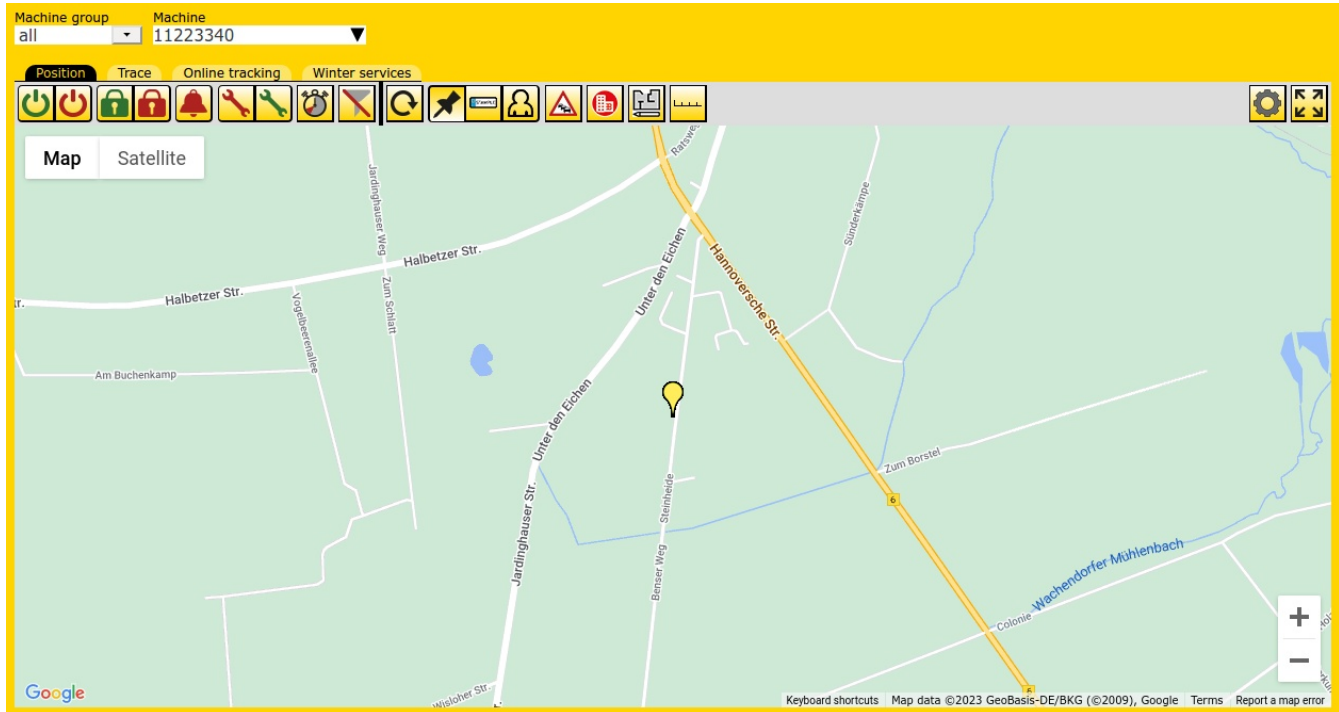 Machine group Machine
all 11223340
Position Trace Online tracking Winter services
Map Satellite
Ratsweg
Jardinghauser Weg
Sünderkämpe
Halbetzer Str.
Unter den Eichen
Hannoversche Str.
Zum Schlatt
Halbetzer Str.
tr.
Vogelbeerenallee
Am Buchenkamp
Unter den Eichen
Zum Borstel
Steinheide
6
Jardinghauser Str.
Benser Weg
Wachendorfer Mühlenbach
Colonie
+
−
Wisloher Str.
6
Google
Keyboard shortcuts Map data ©2023 GeoBasis-DE/BKG (©2009), Google Terms Report a map error